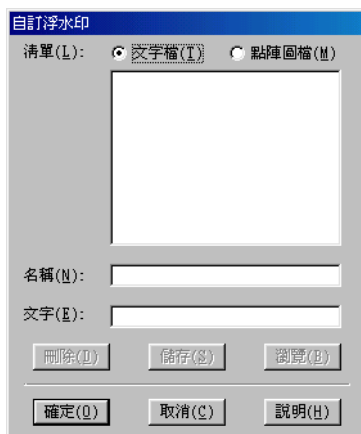 自訂浮水印
清單(L): 文字檔(T) 點陣圖檔(M)
名稱(N):
文字(E):
刪除(D) 儲存(S) 瀏覽(B)
確定(O) 取消(C) 說明(H)